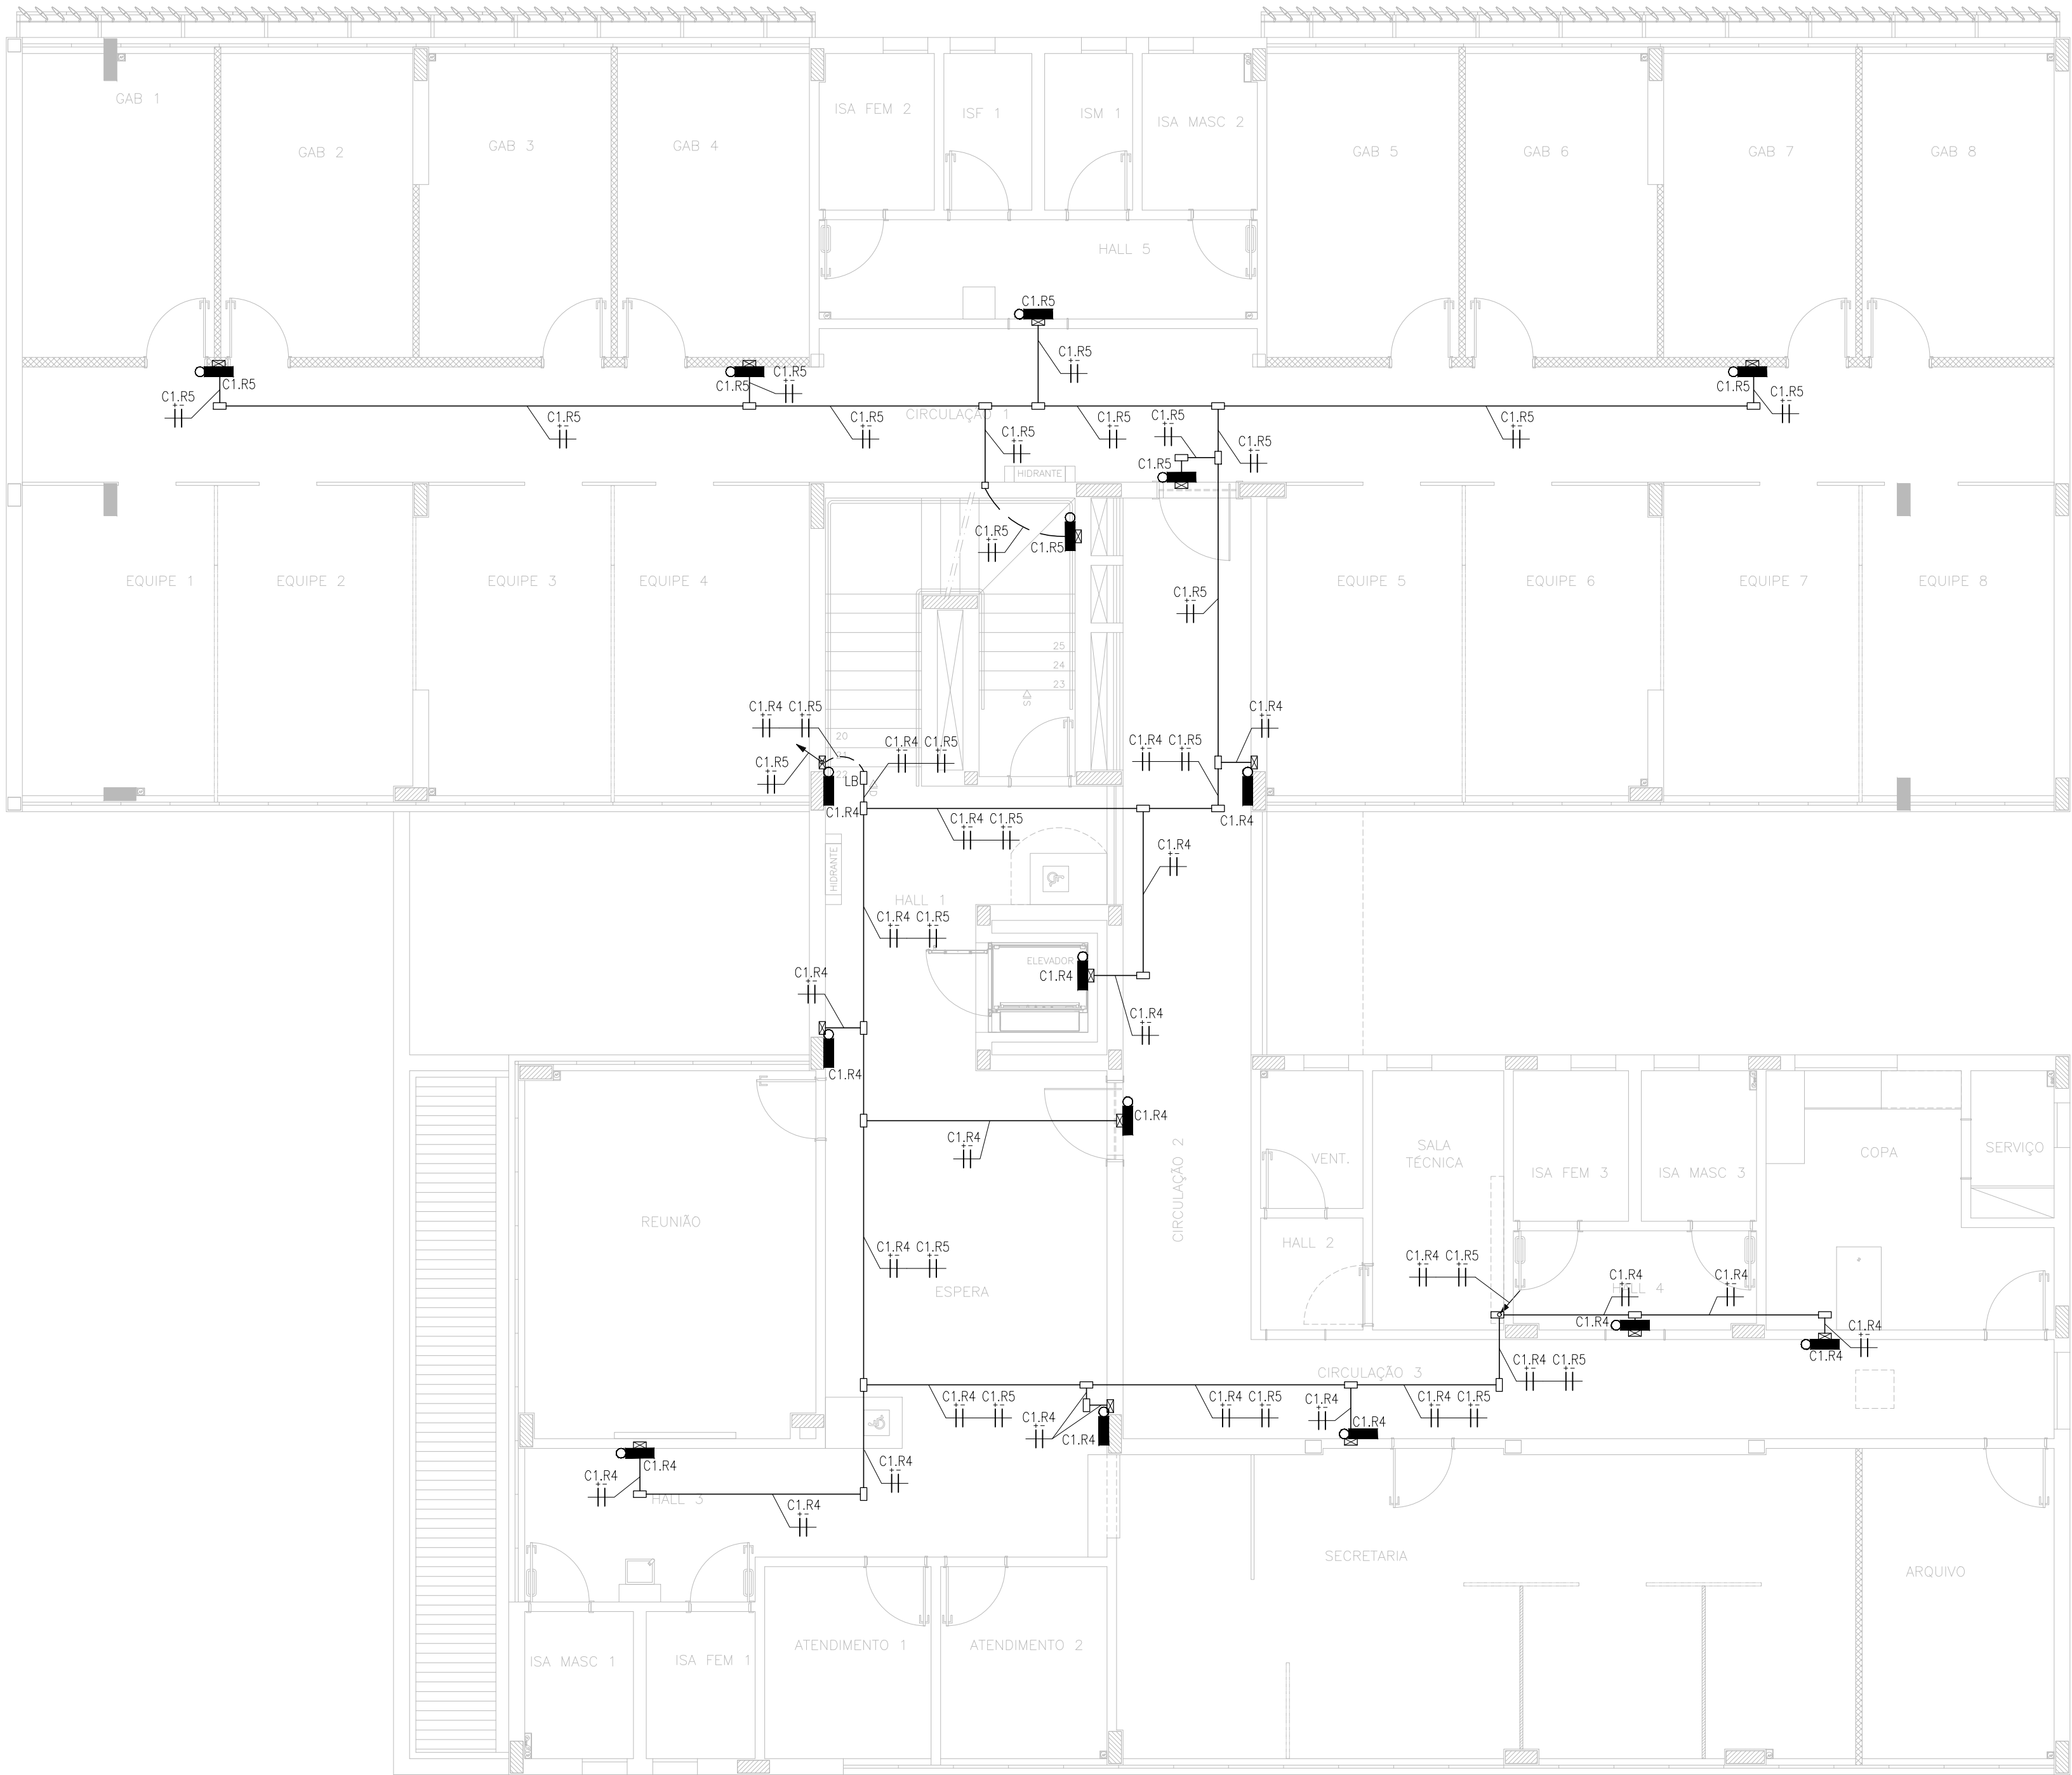 GAB 1
GAB 2
GAB 3
GAB 4
ISA FEM 2
ISF 1
ISM 1
ISA MASC 2
GAB 5
GAB 6
GAB 7
GAB 8
HALL 5
C1.R5
C1.R5
C1.R5
C1.R5
C1.R5
C1.R5
C1.R5
C1.R5
C1.R5
C1.R5
CIRCULAÇÃO 1
C1.R5
C1.R5
C1.R5
C1.R5
C1.R5
C1.R5
C1.R5
HIDRANTE
C1.R5
C1.R5
EQUIPE 1
EQUIPE 2
EQUIPE 3
EQUIPE 4
C1.R5
EQUIPE 5
EQUIPE 6
EQUIPE 7
EQUIPE 8
25
24
23
S
C1.R4 C1.R5
C1.R4
20
21
22
C1.R4 C1.R5
C1.R4 C1.R5
C1.R5
LB
C1.R4
C1.R4
C1.R4 C1.R5
C1.R4
HIDRANTE
HALL 1
C1.R4 C1.R5
ELEVADOR
C1.R4
C1.R4
C1.R4
C1.R4
C1.R4
C1.R4
CIRCULAÇÃO 2
VENT.
SALA
TÉCNICA
ISA FEM 3
ISA MASC 3
COPA
SERVIÇO
REUNIÃO
HALL 2
C1.R4 C1.R5
C1.R4 C1.R5
ESPERA
C1.R4
C1.R4
HALL 4
C1.R4
C1.R4
C1.R4
C1.R4 C1.R5
CIRCULAÇÃO 3
C1.R4 C1.R5
C1.R4
C1.R4
C1.R4 C1.R5
C1.R4
C1.R4
C1.R4 C1.R5
C1.R4
C1.R4
C1.R4
HALL 3
C1.R4
SECRETARIA
ARQUIVO
ISA MASC 1
ISA FEM 1
ATENDIMENTO 1
ATENDIMENTO 2